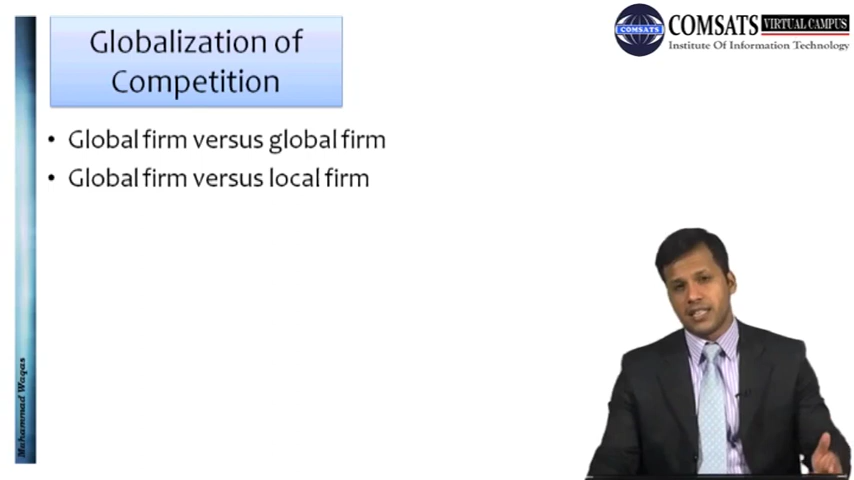 Globalization of
Competition
COMSATS VIRTUAL CAMPUS
Institute Of Information Technology
COMSATS
• Global firm versus global firm
• Global firm versus local firm
Muhammad Waqas